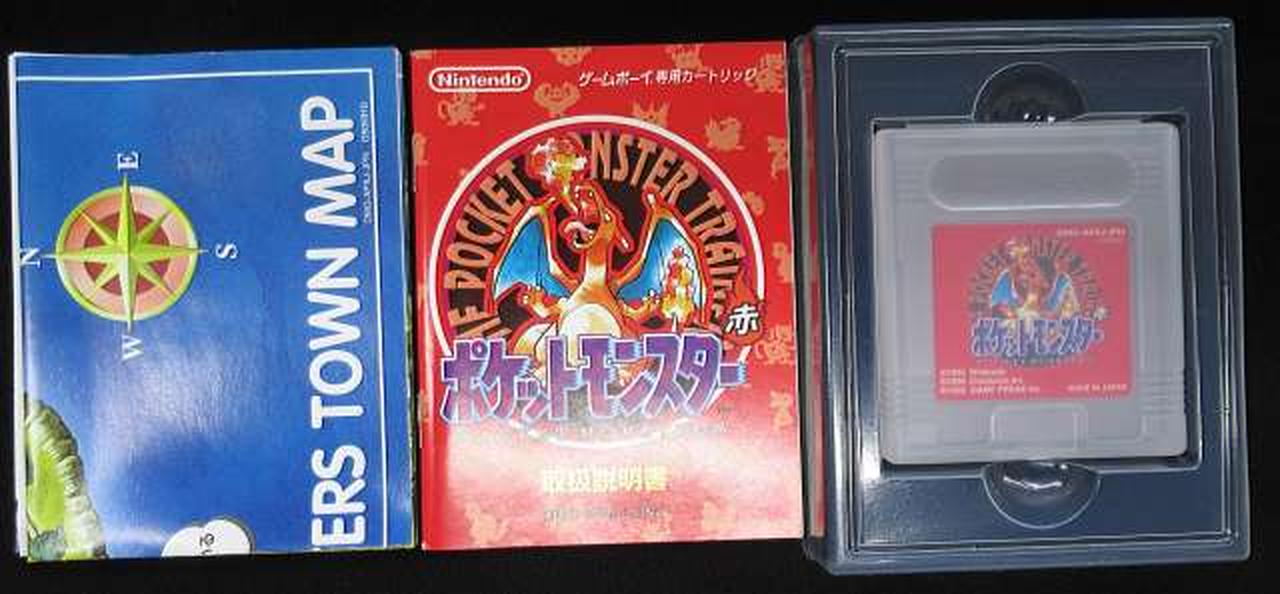 N
E
S
W
ERS TOWN MAP
Nintendo
ゲームボーイ専用カートリッジ
THE POCKET MONSTER TRAINE
赤
ポケットモンスター
取扱説明書
ポケットモンスター
MADE IN JAPAN